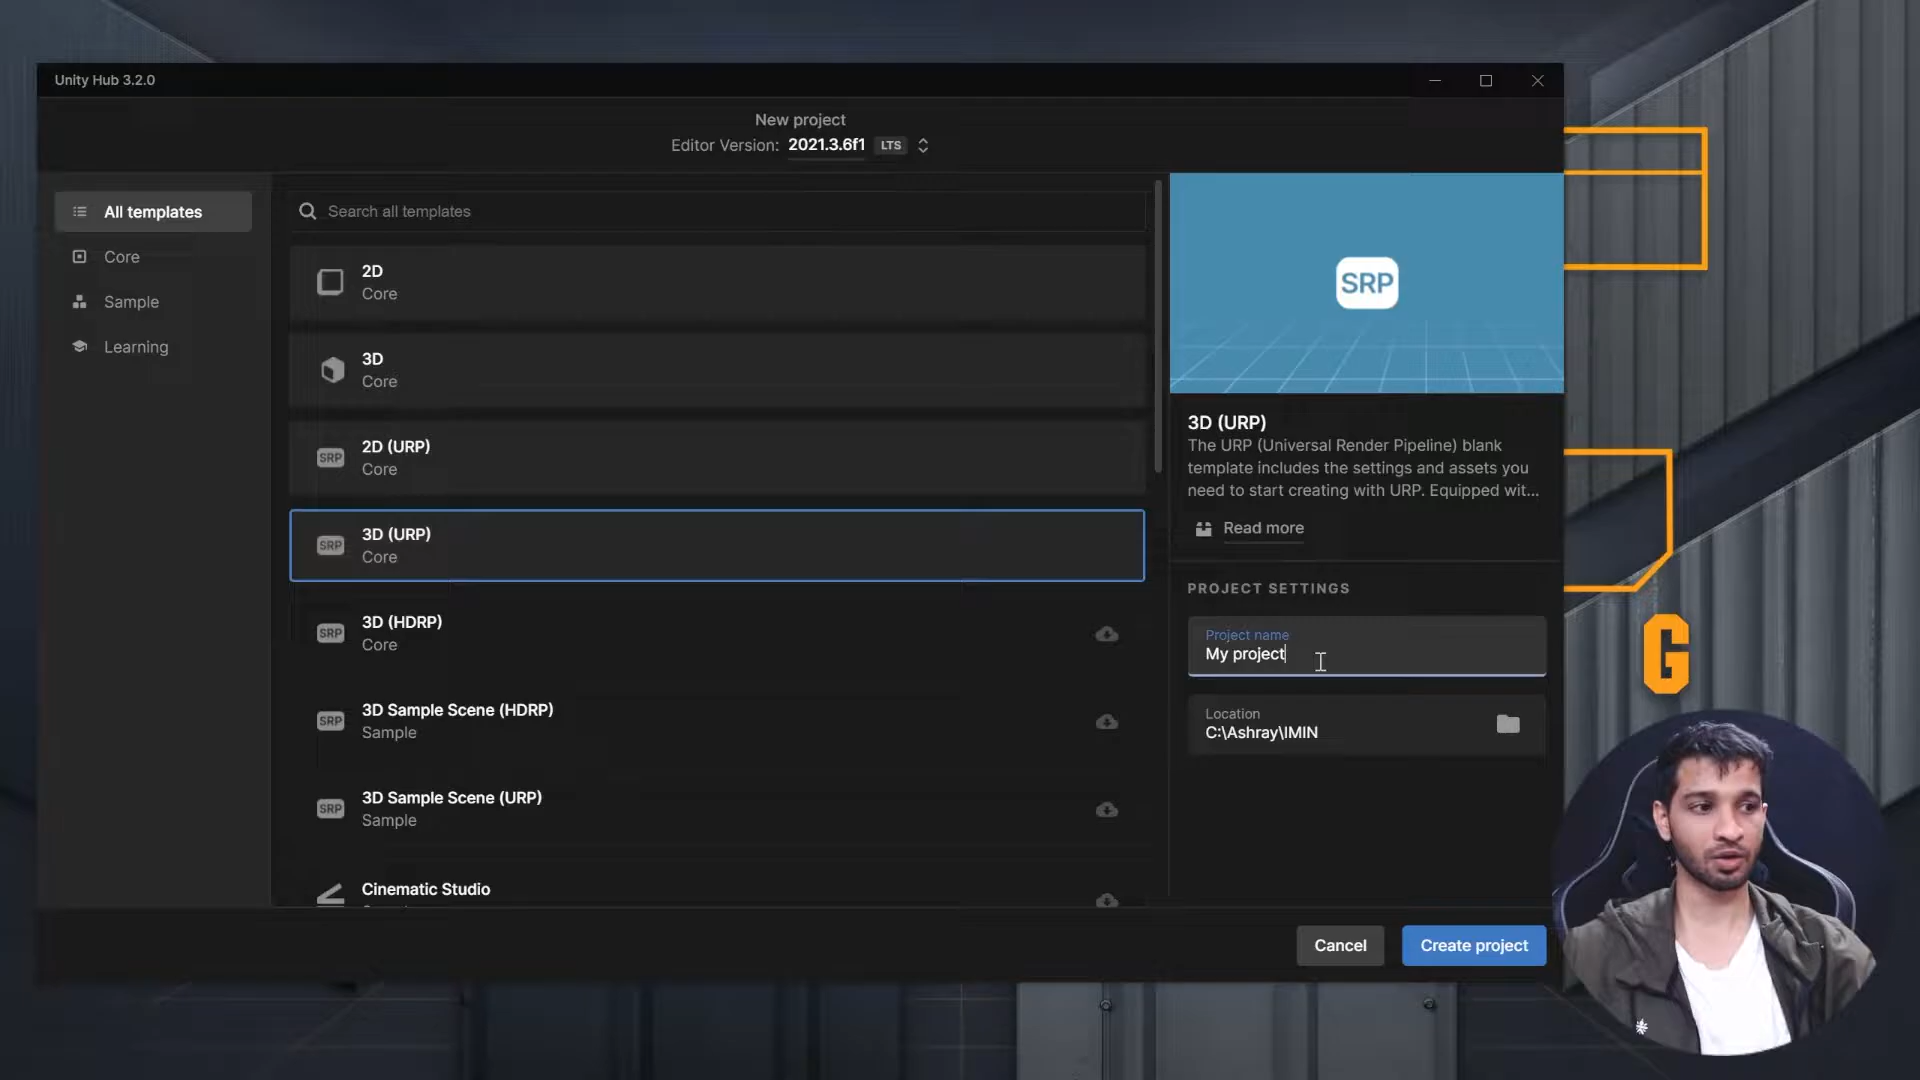 Unity Hub 3.2.0
New project
Editor Version: 2021.3.6f1 LTS
All templates
Core
Sample
Learning
Search all templates
2D
Core
3D
Core
SRP
2D (URP)
Core
SRP
3D (URP)
Core
SRP
3D (HDRP)
Core
SRP
3D Sample Scene (HDRP)
Sample
SRP
3D Sample Scene (URP)
Sample
Cinematic Studio
SRP
3D (URP)
The URP (Universal Render Pipeline) blank
template includes the settings and assets you
need to start creating with URP. Equipped wit...
Read more
PROJECT SETTINGS
Project name
My project
Location
C:\Ashray\IMIN
Cancel
Create project
G